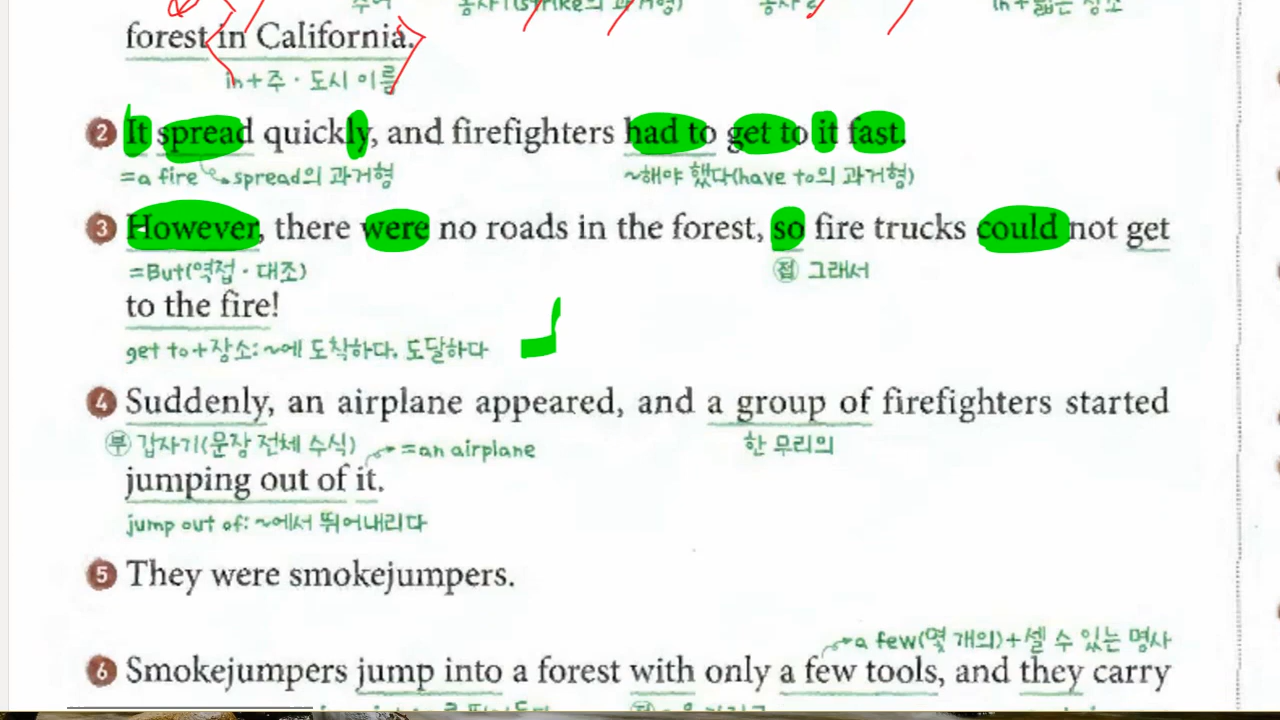 forest in California.
in+주·도시 이름
② It spread quickly, and firefighters had to get to it fast.
=a fire spread의 과거형 ~해야 했다(have to의 과거형)
③ However, there were no roads in the forest, so fire trucks could not get
=But(역접·대조) 접 그래서
to the fire!
get to+장소: ~에 도착하다, 도달하다
④ Suddenly, an airplane appeared, and a group of firefighters started
부 갑자기(문장 전체 수식) =an airplane 한 무리의
jumping out of it.
jump out of: ~에서 뛰어내리다
⑤ They were smokejumpers.
a few(몇 개의)+셀 수 있는 명사
⑥ Smokejumpers jump into a forest with only a few tools, and they carry